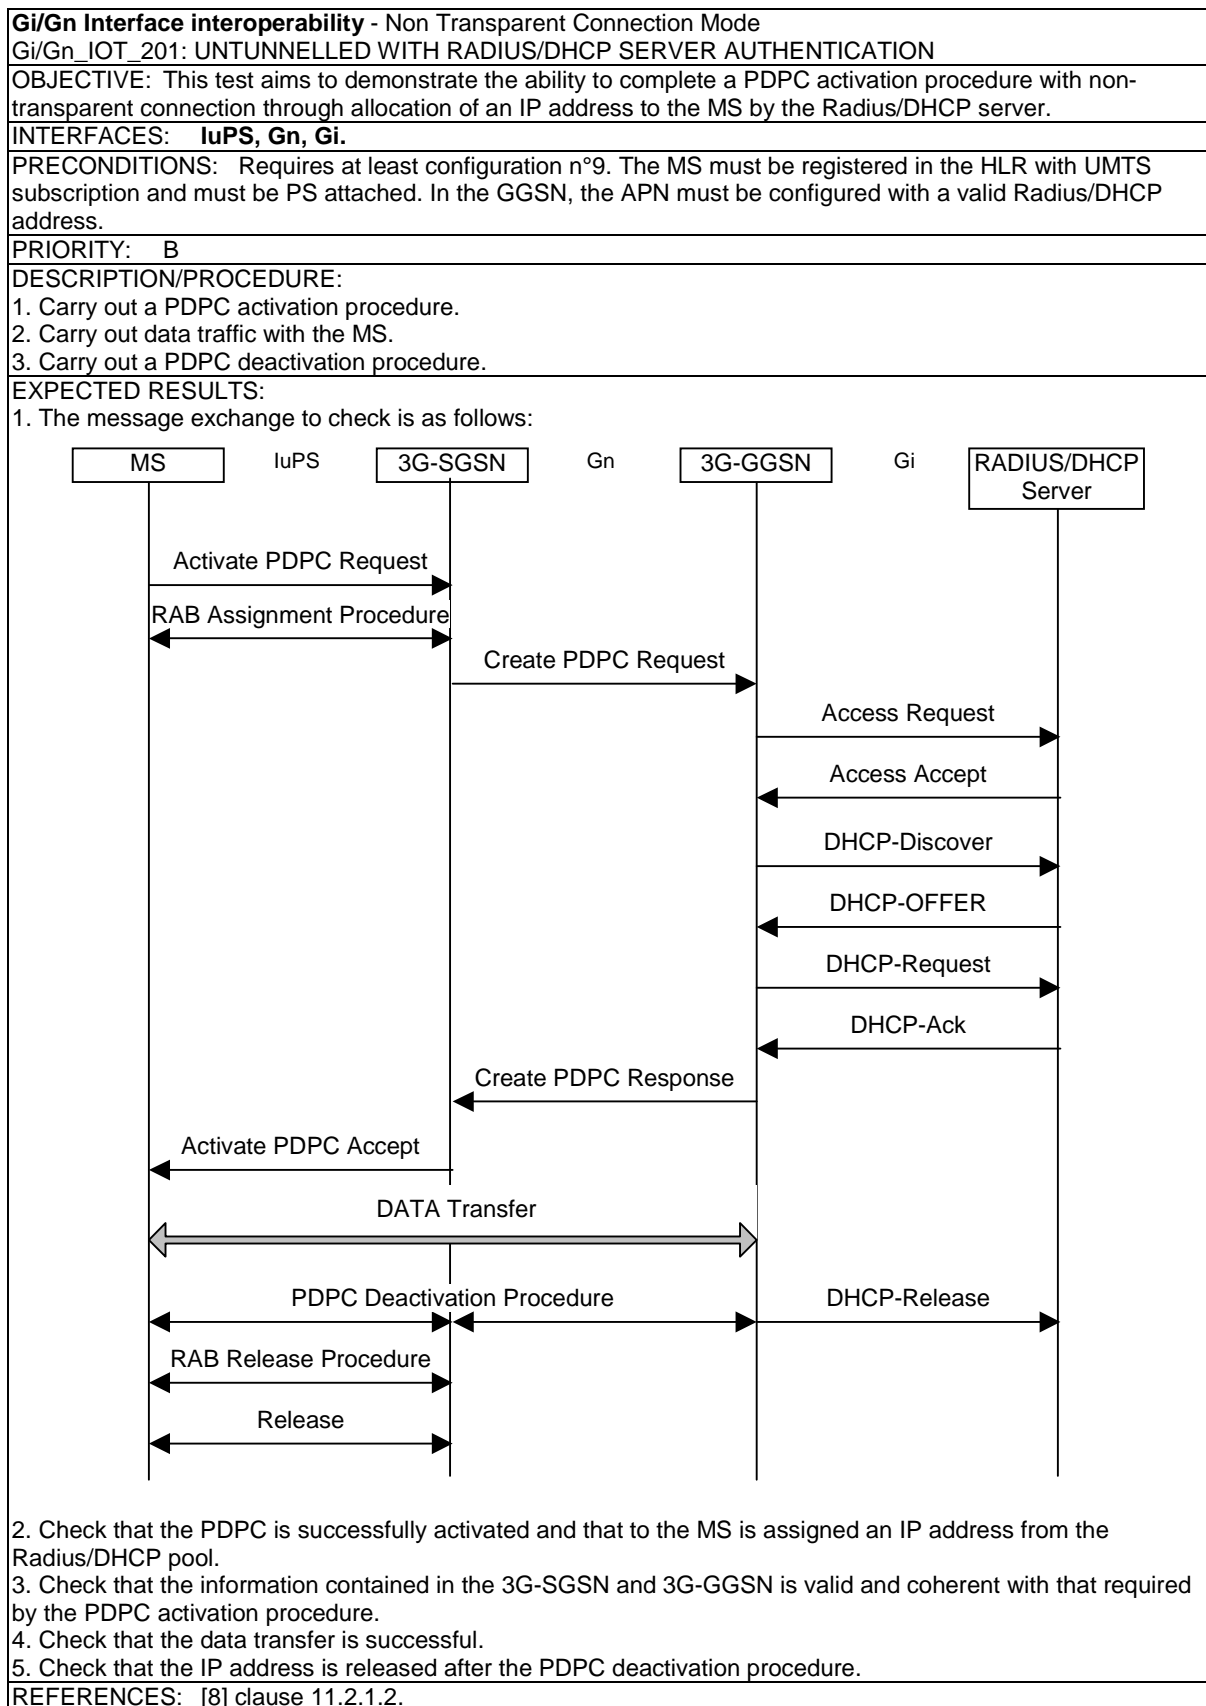 Gi/Gn Interface interoperability - Non Transparent Connection Mode
Gi/Gn_IOT_201: UNTUNNELLED WITH RADIUS/DHCP SERVER AUTHENTICATION
OBJECTIVE: This test aims to demonstrate the ability to complete a PDPC activation procedure with non-
transparent connection through allocation of an IP address to the MS by the Radius/DHCP server.
INTERFACES: IuPS, Gn, Gi.
PRECONDITIONS: Requires at least configuration n°9. The MS must be registered in the HLR with UMTS
subscription and must be PS attached. In the GGSN, the APN must be configured with a valid Radius/DHCP
address.
PRIORITY: B
DESCRIPTION/PROCEDURE:
1. Carry out a PDPC activation procedure.
2. Carry out data traffic with the MS.
3. Carry out a PDPC deactivation procedure.
EXPECTED RESULTS:
1. The message exchange to check is as follows:
MS IuPS 3G-SGSN Gn 3G-GGSN Gi RADIUS/DHCP
Server
Activate PDPC Request
RAB Assignment Procedure
Create PDPC Request
Access Request
Access Accept
DHCP-Discover
DHCP-OFFER
DHCP-Request
DHCP-Ack
Create PDPC Response
Activate PDPC Accept
DATA Transfer
PDPC Deactivation Procedure DHCP-Release
RAB Release Procedure
Release
2. Check that the PDPC is successfully activated and that to the MS is assigned an IP address from the
Radius/DHCP pool.
3. Check that the information contained in the 3G-SGSN and 3G-GGSN is valid and coherent with that required
by the PDPC activation procedure.
4. Check that the data transfer is successful.
5. Check that the IP address is released after the PDPC deactivation procedure.
REFERENCES: [8] clause 11.2.1.2.